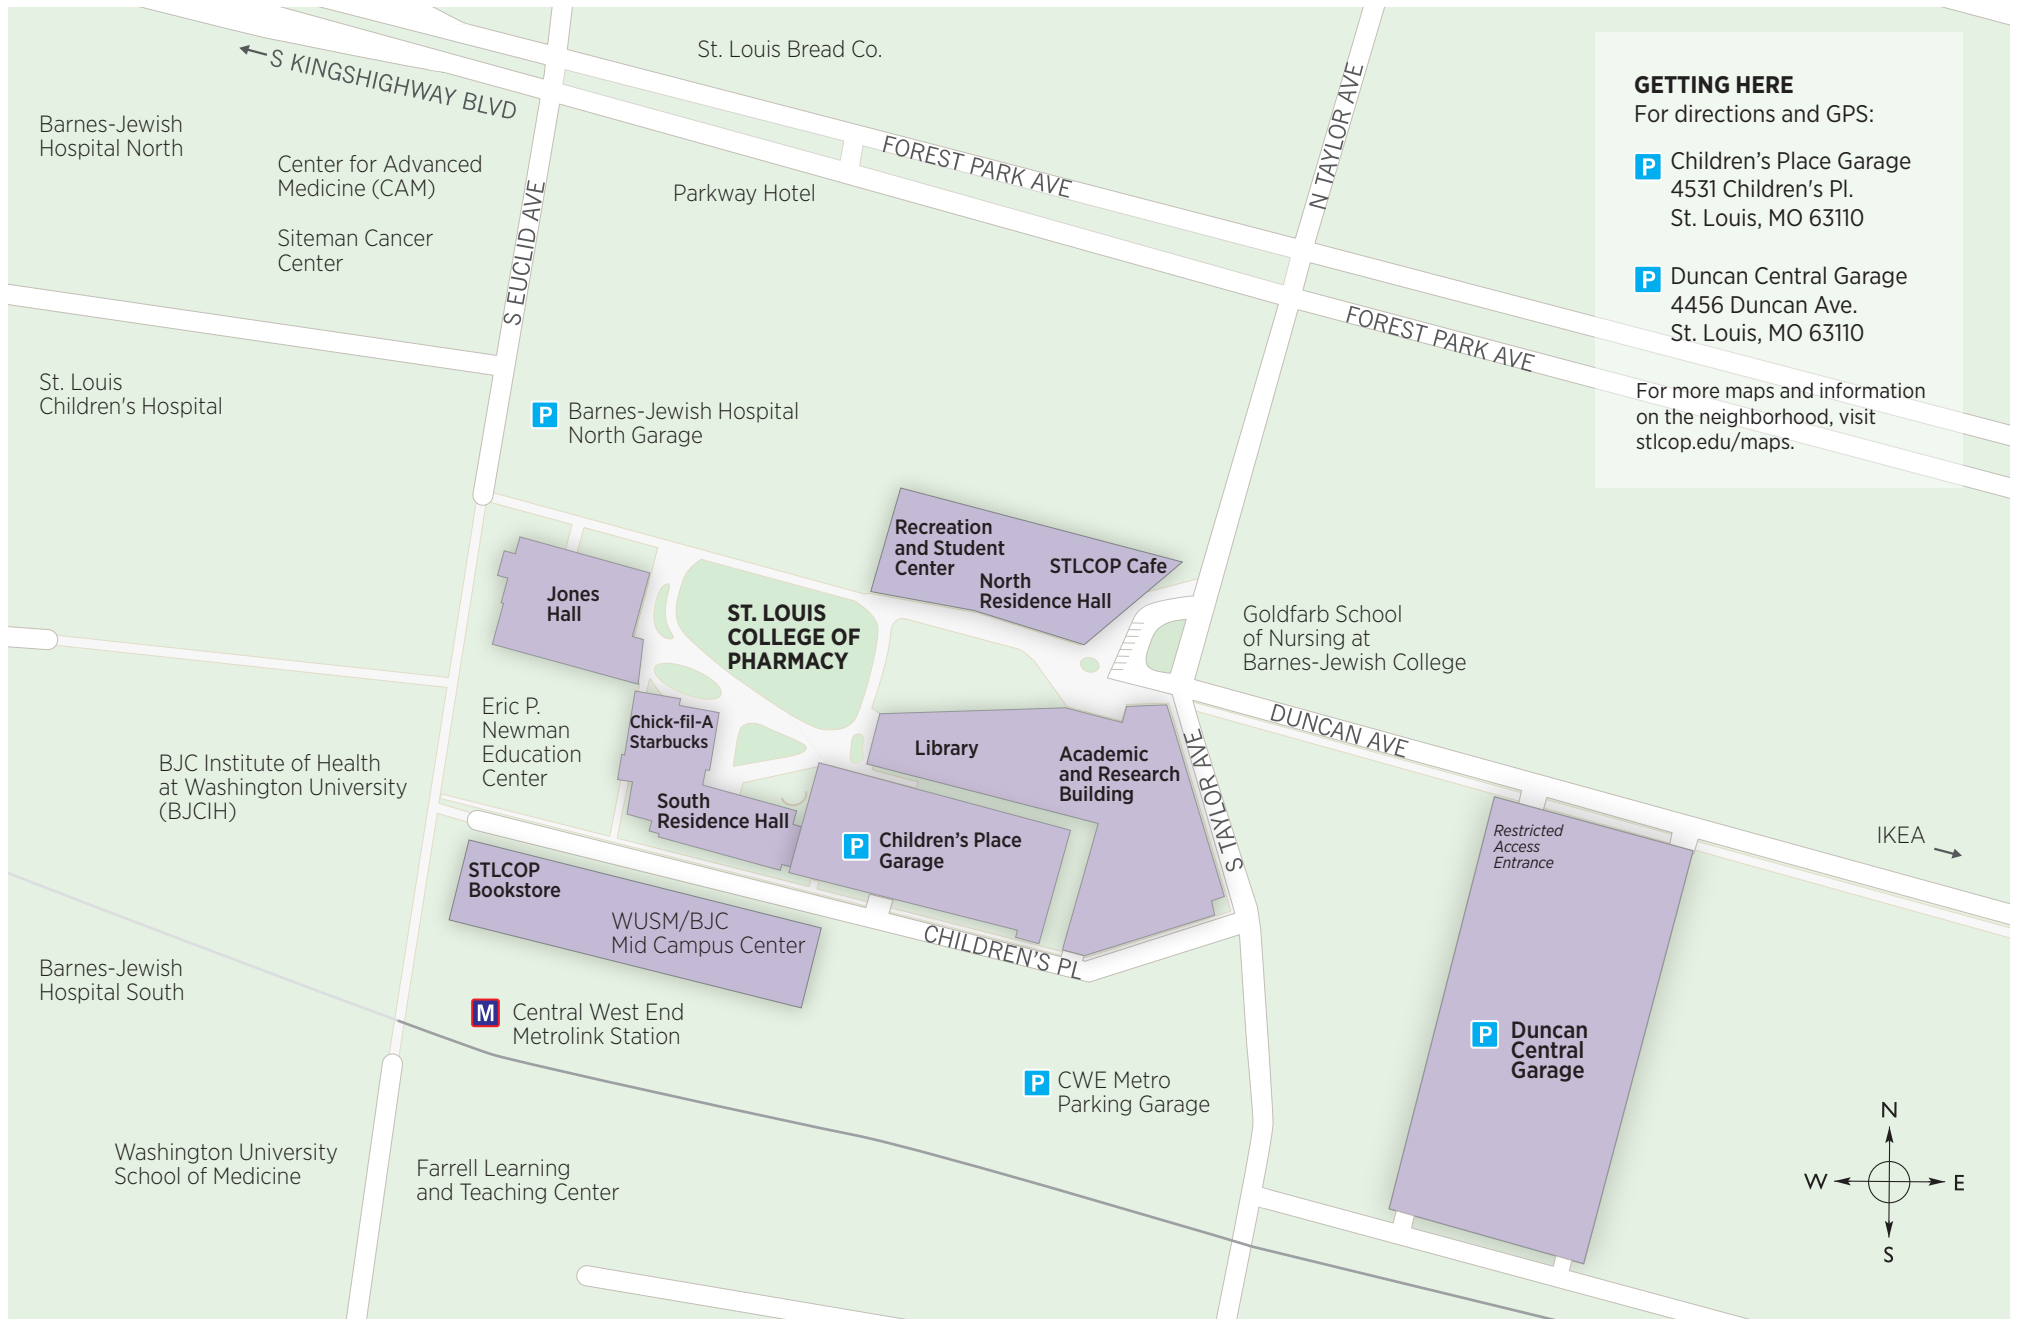 St. Louis Bread Co.
S KINGSHIGHWAY BLVD
GETTING HERE
For directions and GPS:
P Children's Place Garage
4531 Children's Pl.
St. Louis, MO 63110
P Duncan Central Garage
4456 Duncan Ave.
St. Louis, MO 63110
For more maps and information
on the neighborhood, visit
stlcop.edu/maps.
Barnes-Jewish
Hospital North
Center for Advanced
Medicine (CAM)
Siteman Cancer
Center
S EUCLID AVE
Parkway Hotel
FOREST PARK AVE
N TAYLOR AVE
FOREST PARK AVE
St. Louis
Children's Hospital
P Barnes-Jewish Hospital
North Garage
Recreation
and Student
Center
STLCOP Cafe
North
Residence Hall
Jones
Hall
ST. LOUIS
COLLEGE OF
PHARMACY
Goldfarb School
of Nursing at
Barnes-Jewish College
Eric P.
Newman
Education
Center
Chick-fil-A
Starbucks
Library
Academic
and Research
Building
S TAYLOR AVE
DUNCAN AVE
BJC Institute of Health
at Washington University
(BJCIH)
South
Residence Hall
P Children's Place
Garage
Restricted
Access
Entrance
IKEA
STLCOP
Bookstore
WUSM/BJC
Mid Campus Center
CHILDREN'S PL
Barnes-Jewish
Hospital South
M Central West End
Metrolink Station
P Duncan
Central
Garage
P CWE Metro
Parking Garage
Washington University
School of Medicine
Farrell Learning
and Teaching Center
N
W E
S